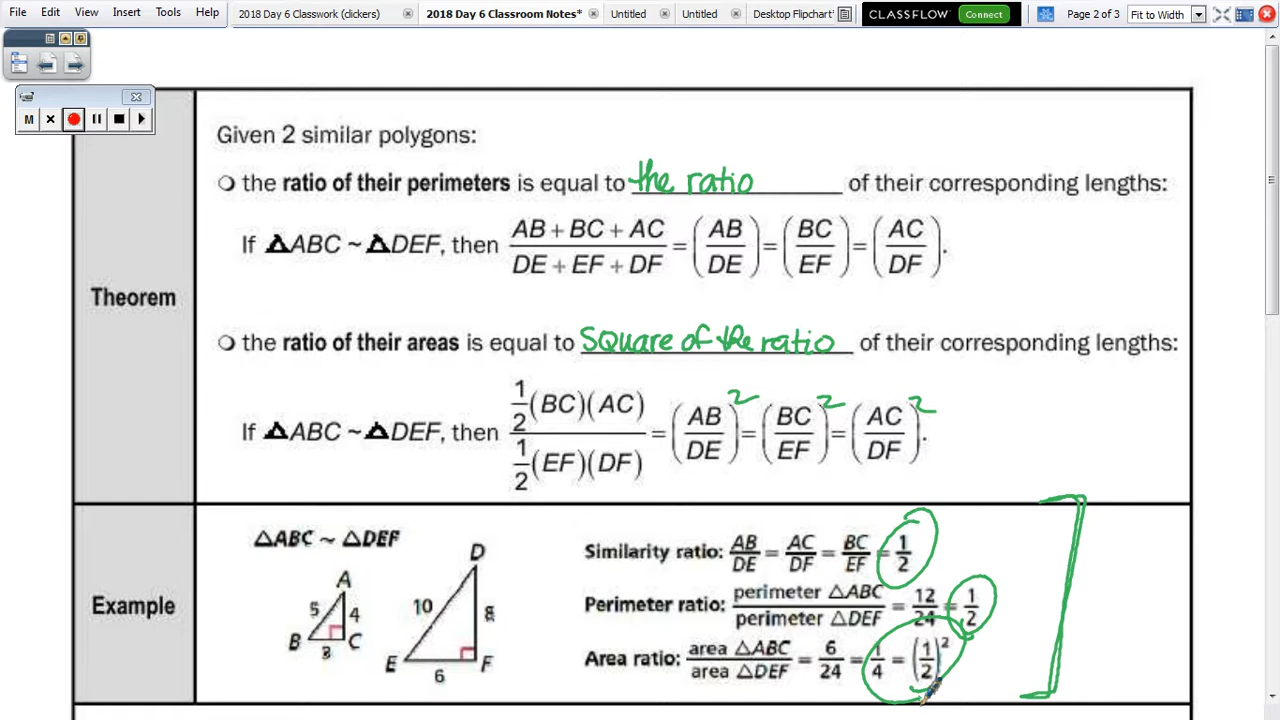 File Edit View Insert Tools Help 2018 Day 6 Classwork {clickers} 2018 Day 6 Classroom Notes* Untitled Untitled Desktop Flipchart* CLASSFLOW Connect Page 2 of 3 Fit to Width
M
Given 2 similar polygons:
the ratio of their perimeters is equal to the ratio of their corresponding lengths:
If △ABC ~ △DEF, then (AB + BC + AC)/(DE + EF + DF) = (AB/DE) = (BC/EF) = (AC/DF).
Theorem
the ratio of their areas is equal to square of the ratio of their corresponding lengths:
If △ABC ~ △DEF, then (1/2 (BC)(AC))/(1/2 (EF)(DF)) = (AB/DE)² = (BC/EF)² = (AC/DF)².
Example
△ABC ~ △DEF
A
5 4
B 3 C
D
10 8
E 6 F
Similarity ratio: AB/DE = AC/DF = BC/EF = 1/2
Perimeter ratio: perimeter △ABC/perimeter △DEF = 12/24 = 1/2
Area ratio: area △ABC/area △DEF = 6/24 = 1/4 = (1/2)²